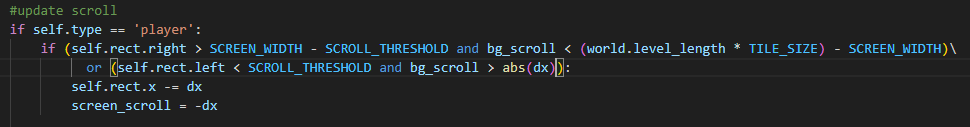 #update scroll
if self.type == 'player':
if (self.rect.right > SCREEN_WIDTH - SCROLL_THRESHOLD and bg_scroll < (world.level_length * TILE_SIZE) - SCREEN_WIDTH)\
or (self.rect.left < SCROLL_THRESHOLD and bg_scroll > abs(dx)):
self.rect.x -= dx
screen_scroll = -dx